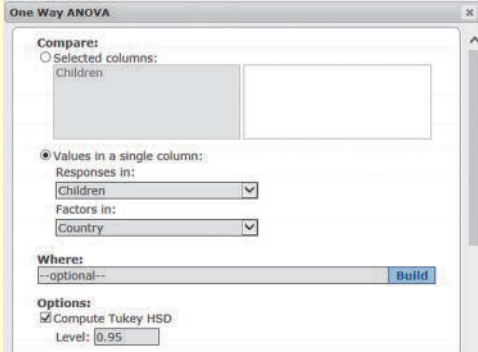 One Way ANOVA
Compare:
Selected columns:
Children
Values in a single column:
Responses in:
Children
Factors in:
Country
Where:
--optional--
Build
Options:
Compute Tukey HSD
Level: 0.95